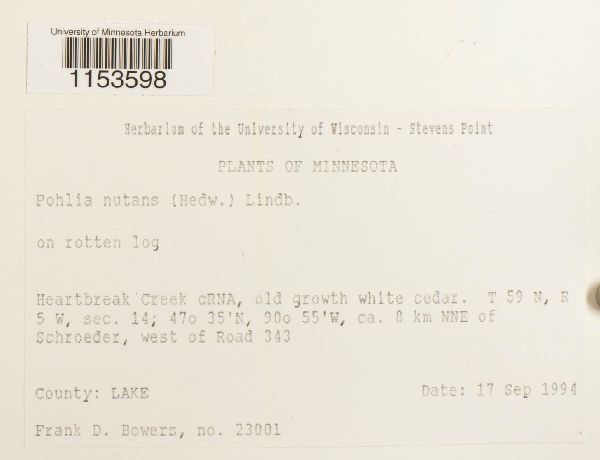 University of Minnesota Herbarium
1153598
Herbarium of the University of Wisconsin - Stevens Point
PLANTS OF MINNESOTA
Pohlia nutans (Hedw.) Lindb.
on rotten log
Heartbreak Creek cRNA, old growth white cedar. T 59 N, R
5 W, sec. 14; 47o 35'N, 90o 55'W, ca. 8 km NNE of
Schroeder, west of Road 343
County: LAKE
Date: 17 Sep 1994
Frank D. Bowers, no. 23001